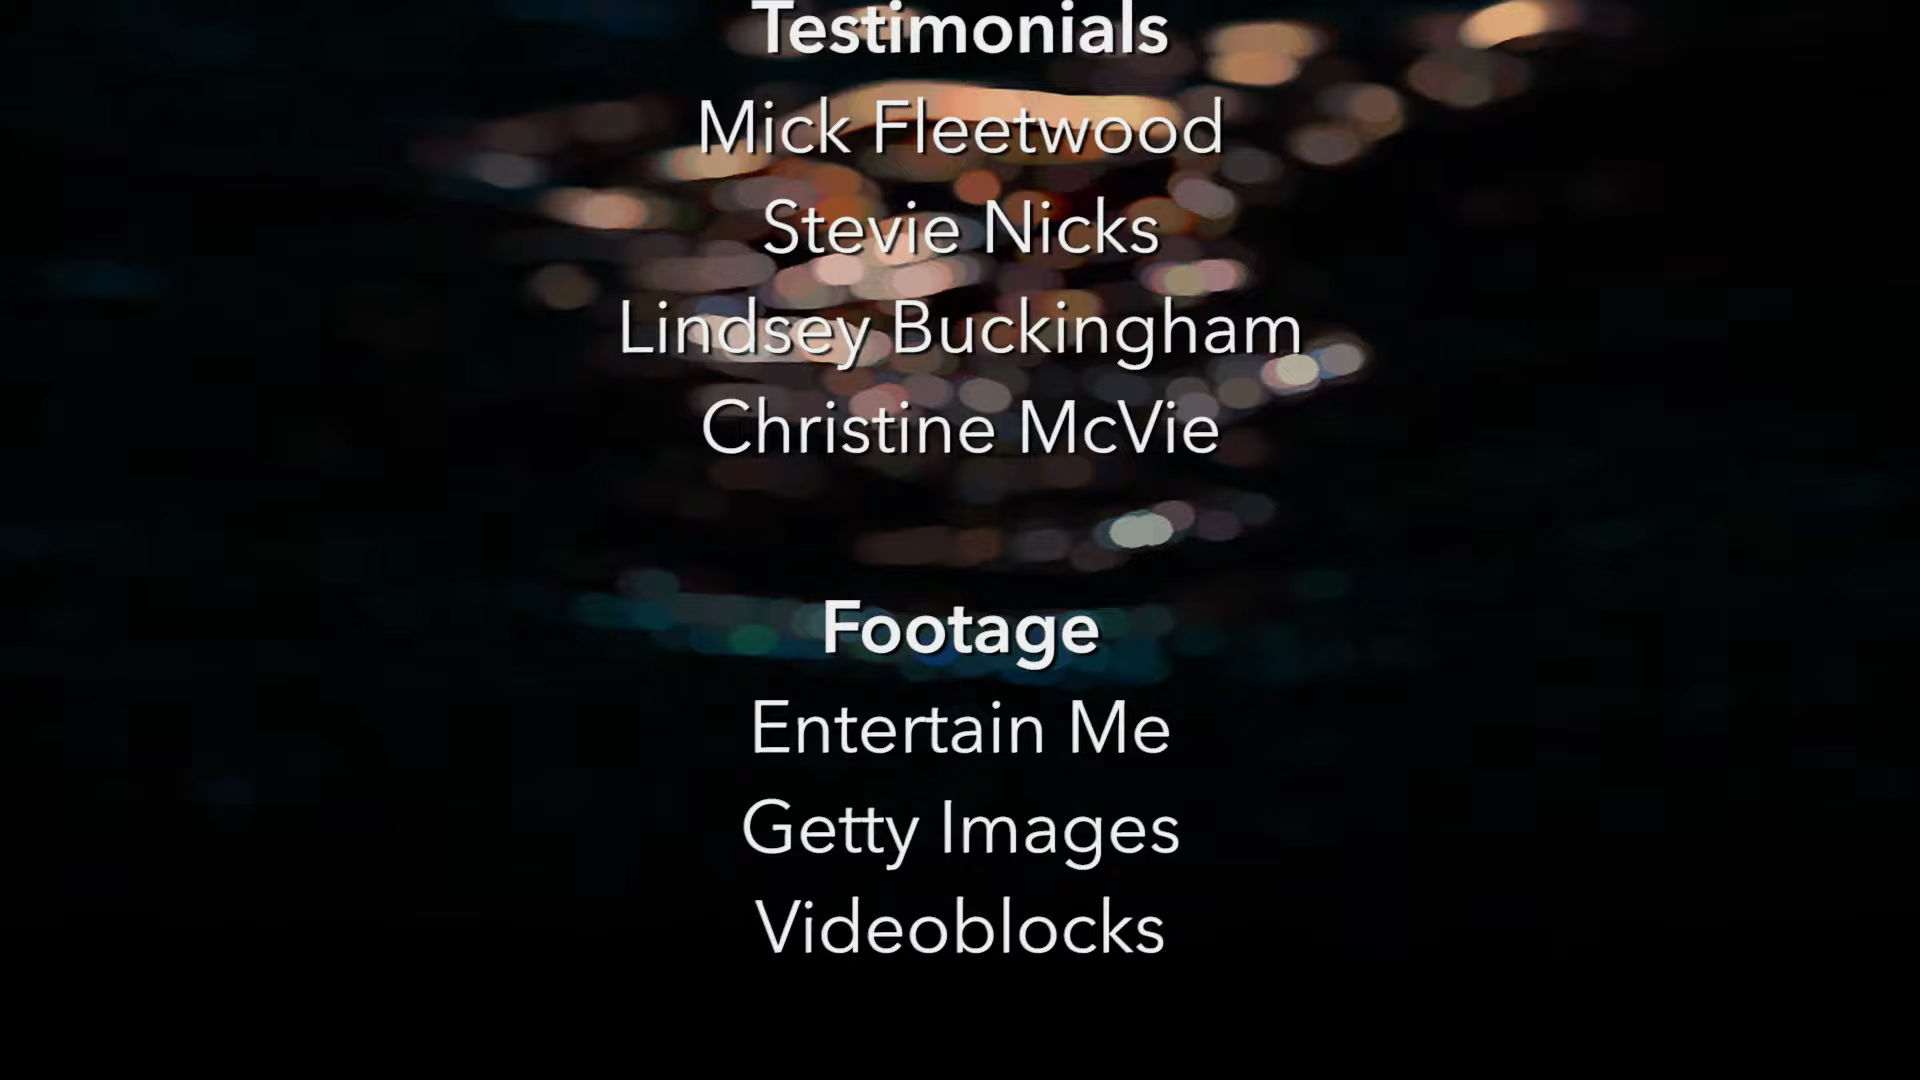 Testimonials
Mick Fleetwood
Stevie Nicks
Lindsey Buckingham
Christine McVie
Footage
Entertain Me
Getty Images
Videoblocks